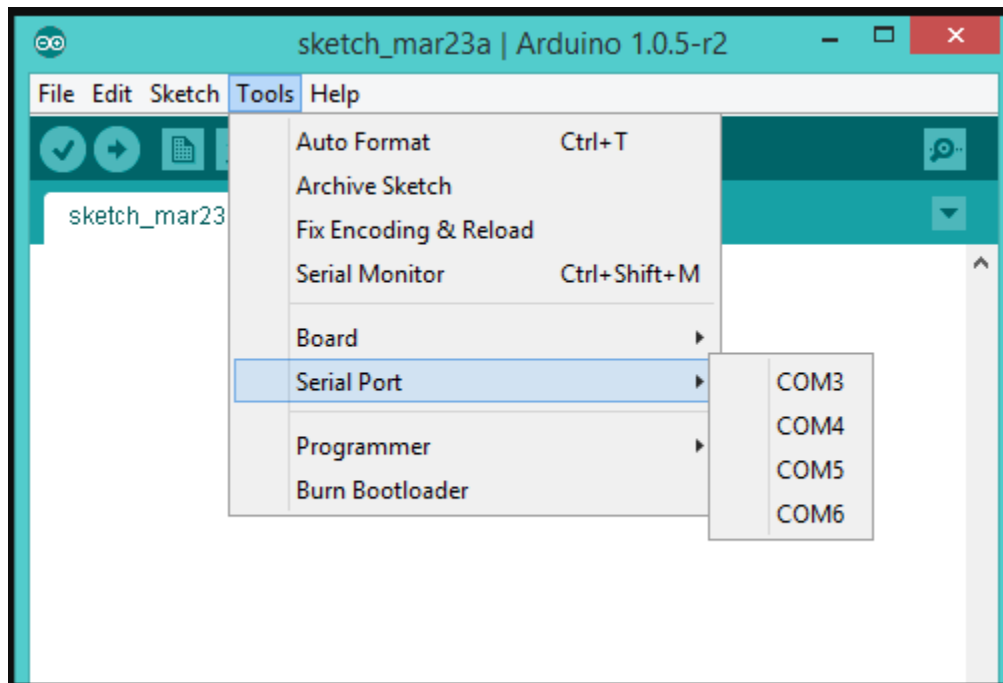 sketch_mar23a | Arduino 1.0.5-r2
File Edit Sketch Tools Help
sketch_mar23
Auto Format Ctrl+T
Archive Sketch
Fix Encoding & Reload
Serial Monitor Ctrl+Shift+M
Board
Serial Port
Programmer
Burn Bootloader
COM3
COM4
COM5
COM6